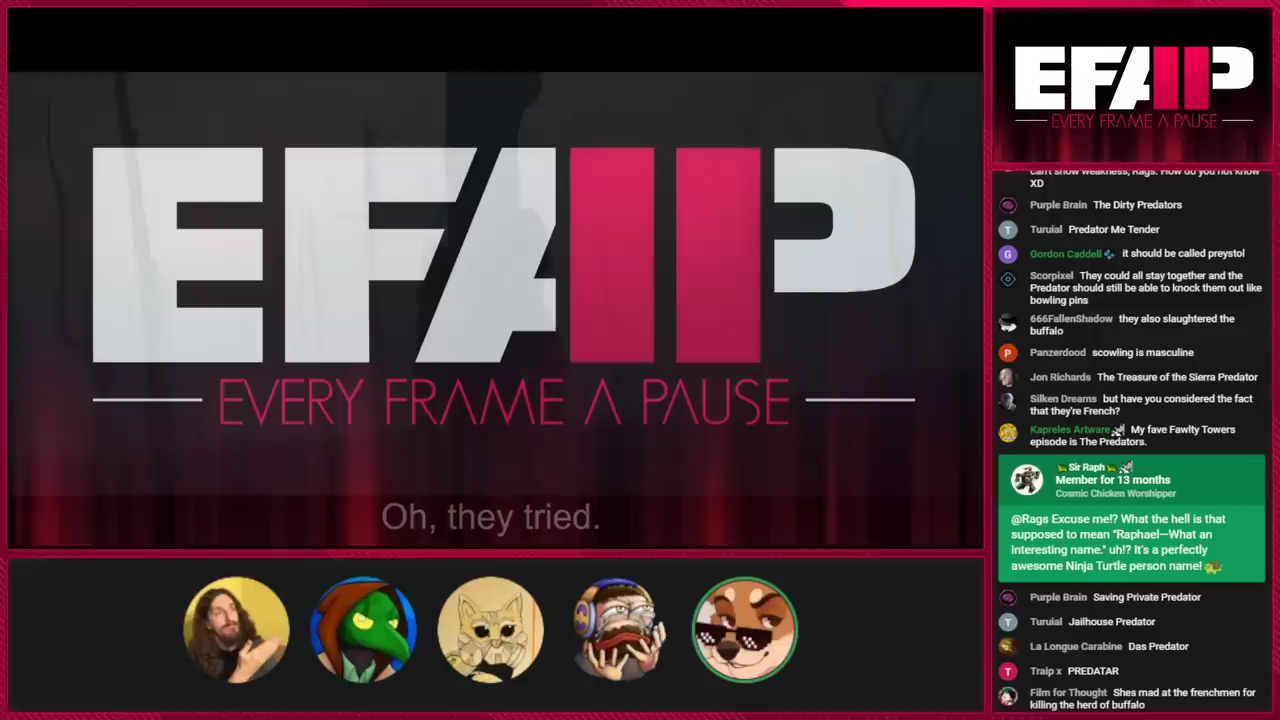 EFAP
EVERY FRAME A PAUSE
Oh, they tried.
EFAP
EVERY FRAME A PAUSE
can't show weakness, Rags. How do you not know
XD
Purple Brain The Dirty Predators
Turuial Predator Me Tender
Gordon Caddell it should be called preystol
Scorpixel They could all stay together and the
Predator should still be able to knock them out like
bowling pins
666FallenShadow they also slaughtered the
buffalo
Panzerdood scowling is masculine
Jon Richards The Treasure of the Sierra Predator
Silken Dreams but have you considered the fact
that they're French?
Kapreles Artware My fave Fawlty Towers
episode is The Predators.
Sir Raph
Member for 13 months
Cosmic Chicken Worshipper
@Rags Excuse me!? What the hell is that
supposed to mean "Raphael—What an
interesting name." uh!? It's a perfectly
awesome Ninja Turtle person name!
Purple Brain Saving Private Predator
Turuial Jailhouse Predator
La Longue Carabine Das Predator
Traip x PREDATAR
Film for Thought Shes mad at the frenchmen for
killing the herd of buffalo